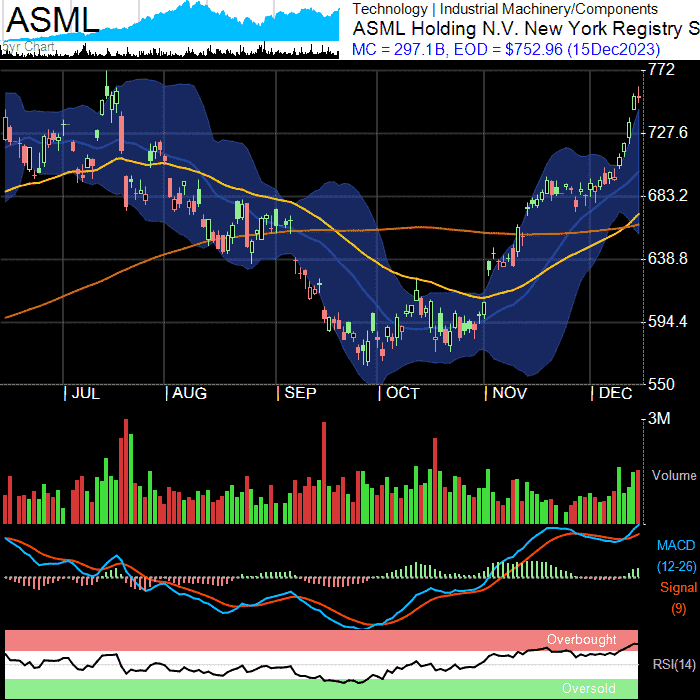 ASML
5yr Chart
Technology | Industrial Machinery/Components
ASML Holding N.V. New York Registry S
MC = 297.1B, EOD = $752.96 (15Dec2023)
772
727.6
683.2
638.8
594.4
550
| JUL | AUG | SEP | OCT | NOV | DEC
3M
Volume
MACD
(12-26)
Signal
(9)
Overbought
RSI(14)
Oversold